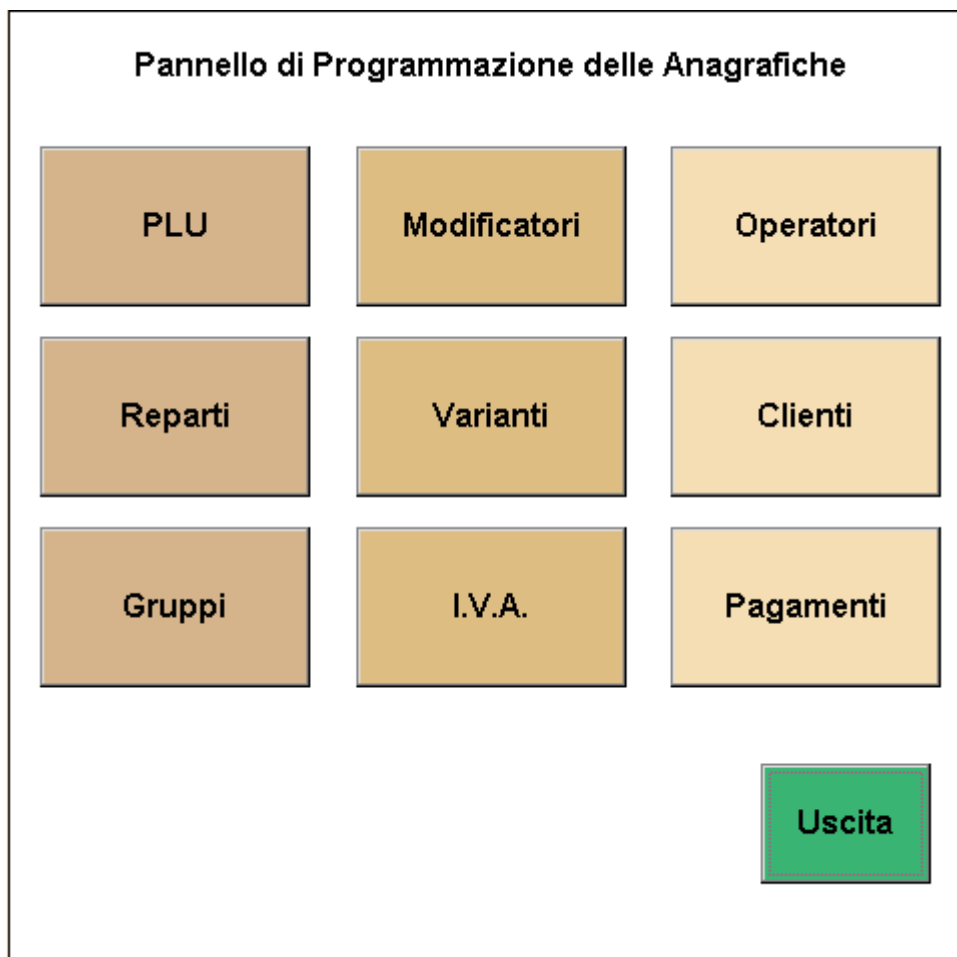 Pannello di Programmazione delle Anagrafiche
PLU
Modificatori
Operatori
Reparti
Varianti
Clienti
Gruppi
I.V.A.
Pagamenti
Uscita